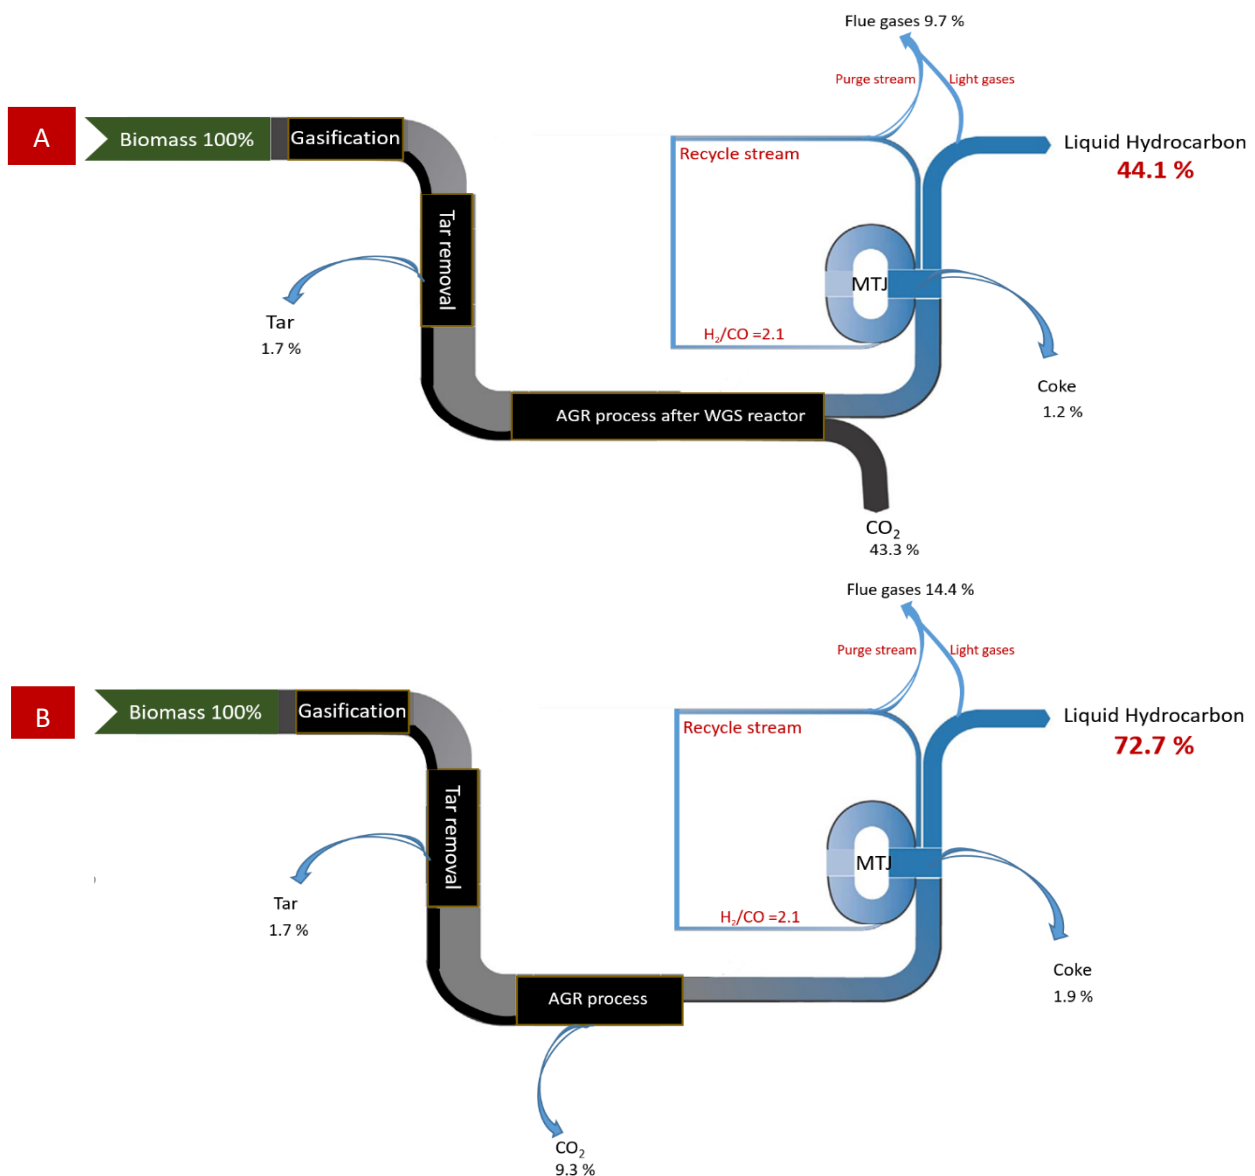 Flue gases 9.7 %
Purge stream
Light gases
A
Biomass 100%
Gasification
Recycle stream
Liquid Hydrocarbon
44.1 %
Tar removal
MTJ
Tar
1.7 %
H₂/CO =2.1
Coke
1.2 %
AGR process after WGS reactor
CO₂
43.3 %
Flue gases 14.4 %
Purge stream
Light gases
B
Biomass 100%
Gasification
Recycle stream
Liquid Hydrocarbon
72.7 %
Tar removal
MTJ
Tar
1.7 %
H₂/CO =2.1
Coke
1.9 %
AGR process
CO₂
9.3 %